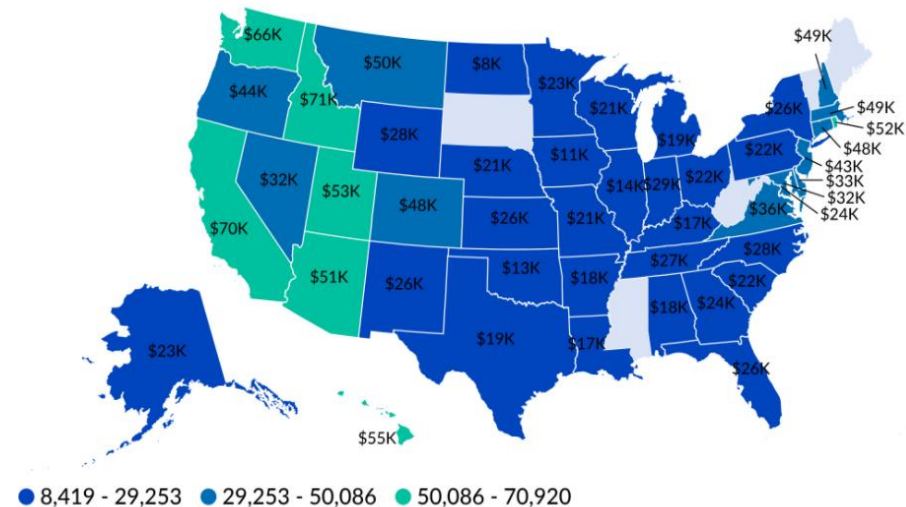 $66K
$50K
$8K
$49K
$44K
$71K
$23K
$21K
$26K
$49K
$28K
$19K
$52K
$48K
$32K
$53K
$48K
$21K
$11K
$14K
$29K
$22K
$22K
$43K
$33K
$32K
$24K
$70K
$26K
$21K
$17K
$36K
$51K
$26K
$13K
$18K
$27K
$28K
$22K
$23K
$19K
$17K
$18K
$24K
$26K
$55K
8,419 - 29,253 29,253 - 50,086 50,086 - 70,920